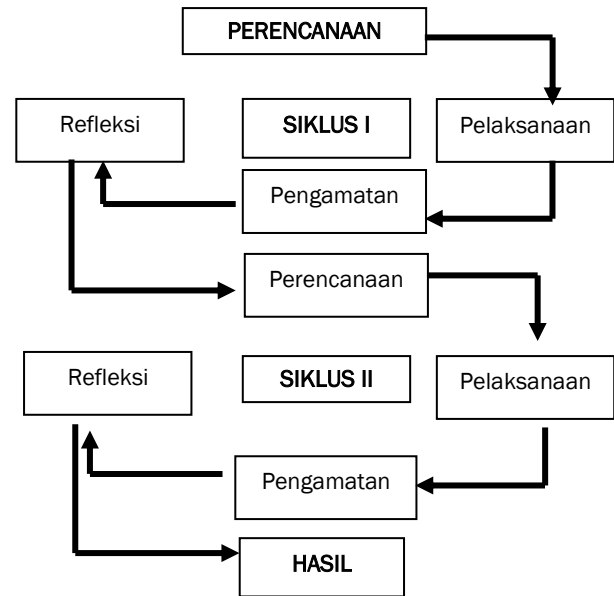 PERENCANAAN
Refleksi
SIKLUS I
Pelaksanaan
Pengamatan
Perencanaan
Refleksi
SIKLUS II
Pelaksanaan
Pengamatan
HASIL